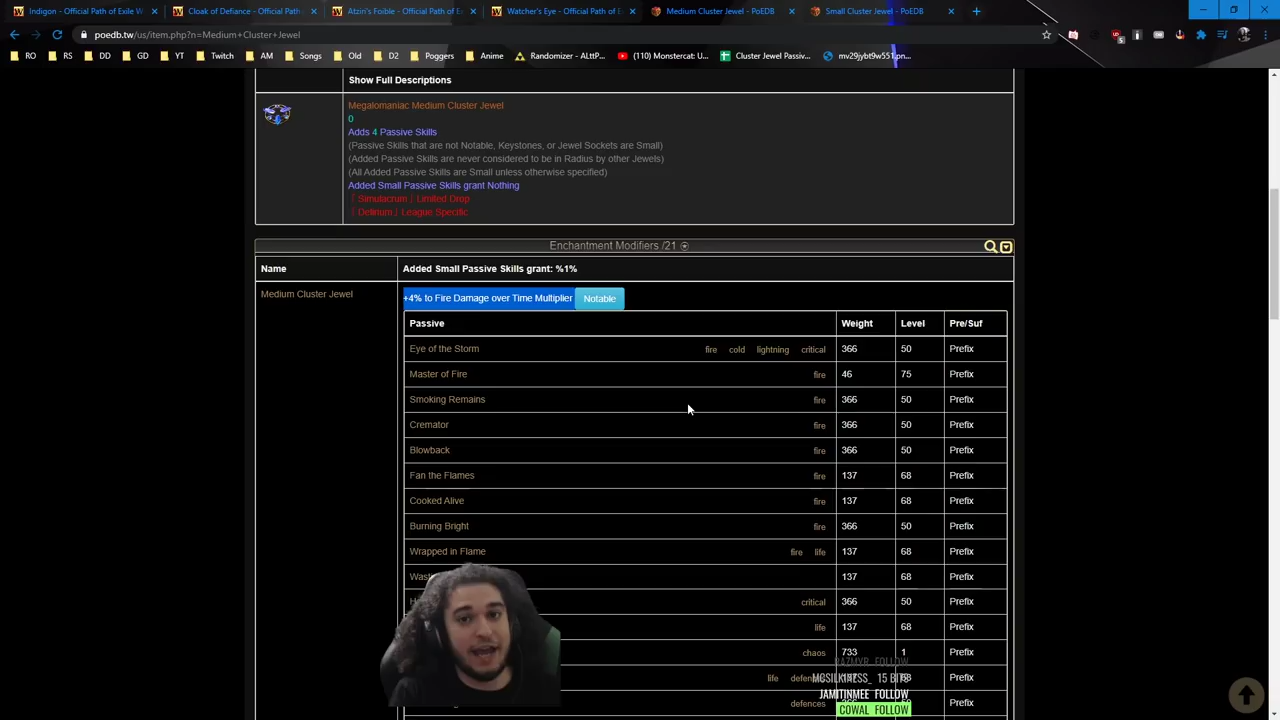 Indigon - Official Path of Exile W
Cloak of Defiance - Official Path
Atziri's Foible - Official Path of E
Watcher's Eye - Official Path of E
Medium Cluster Jewel - PoEDB
Small Cluster Jewel - PoEDB
poedb.tw/us/item.php?n=Medium+Cluster+Jewel
RO RS DD GD YT Twitch AM Songs Old D2 Poggers Anime Randomizer - ALttP... (110) Monstercat: U... Cluster Jewel Passiv... mv29jybt9w551.pn...
Show Full Descriptions
Megalomaniac Medium Cluster Jewel
0
Adds 4 Passive Skills
(Passive Skills that are not Notable, Keystones, or Jewel Sockets are Small)
(Added Passive Skills are never considered to be in Radius by other Jewels)
(All Added Passive Skills are Small unless otherwise specified)
Added Small Passive Skills grant Nothing
「Simulacrum」Limited Drop
「Delirium」League Specific
Enchantment Modifiers /21
Name Added Small Passive Skills grant: %1%
Medium Cluster Jewel +4% to Fire Damage over Time Multiplier Notable
Passive Weight Level Pre/Suf
Eye of the Storm fire cold lightning critical 366 50 Prefix
Master of Fire fire 46 75 Prefix
Smoking Remains fire 366 50 Prefix
Cremator fire 366 50 Prefix
Blowback fire 366 50 Prefix
Fan the Flames fire 137 68 Prefix
Cooked Alive fire 137 68 Prefix
Burning Bright fire 366 50 Prefix
Wrapped in Flame fire life 137 68 Prefix
137 68 Prefix
critical 366 50 Prefix
life 137 68 Prefix
chaos 733 1 Prefix
RAZMYR FOLLOW
life Prefix
MCSILKINESS_ 15 BITS
JAMITINMEE FOLLOW
defences Prefix
COWAL FOLLOW